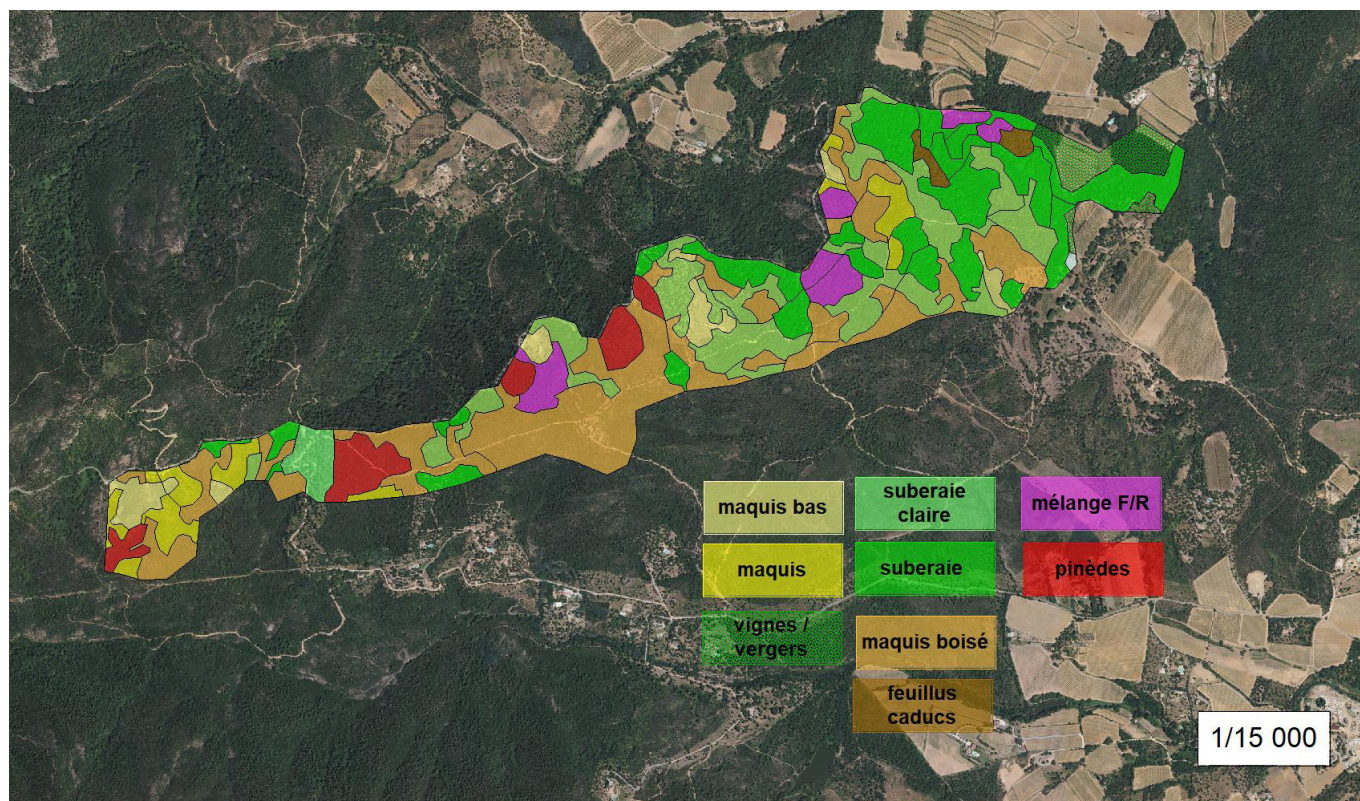 maquis bas
suberaie
claire
mélange F/R
maquis
suberaie
pinèdes
vignes /
vergers
maquis boisé
feuillus
caducs
1/15 000